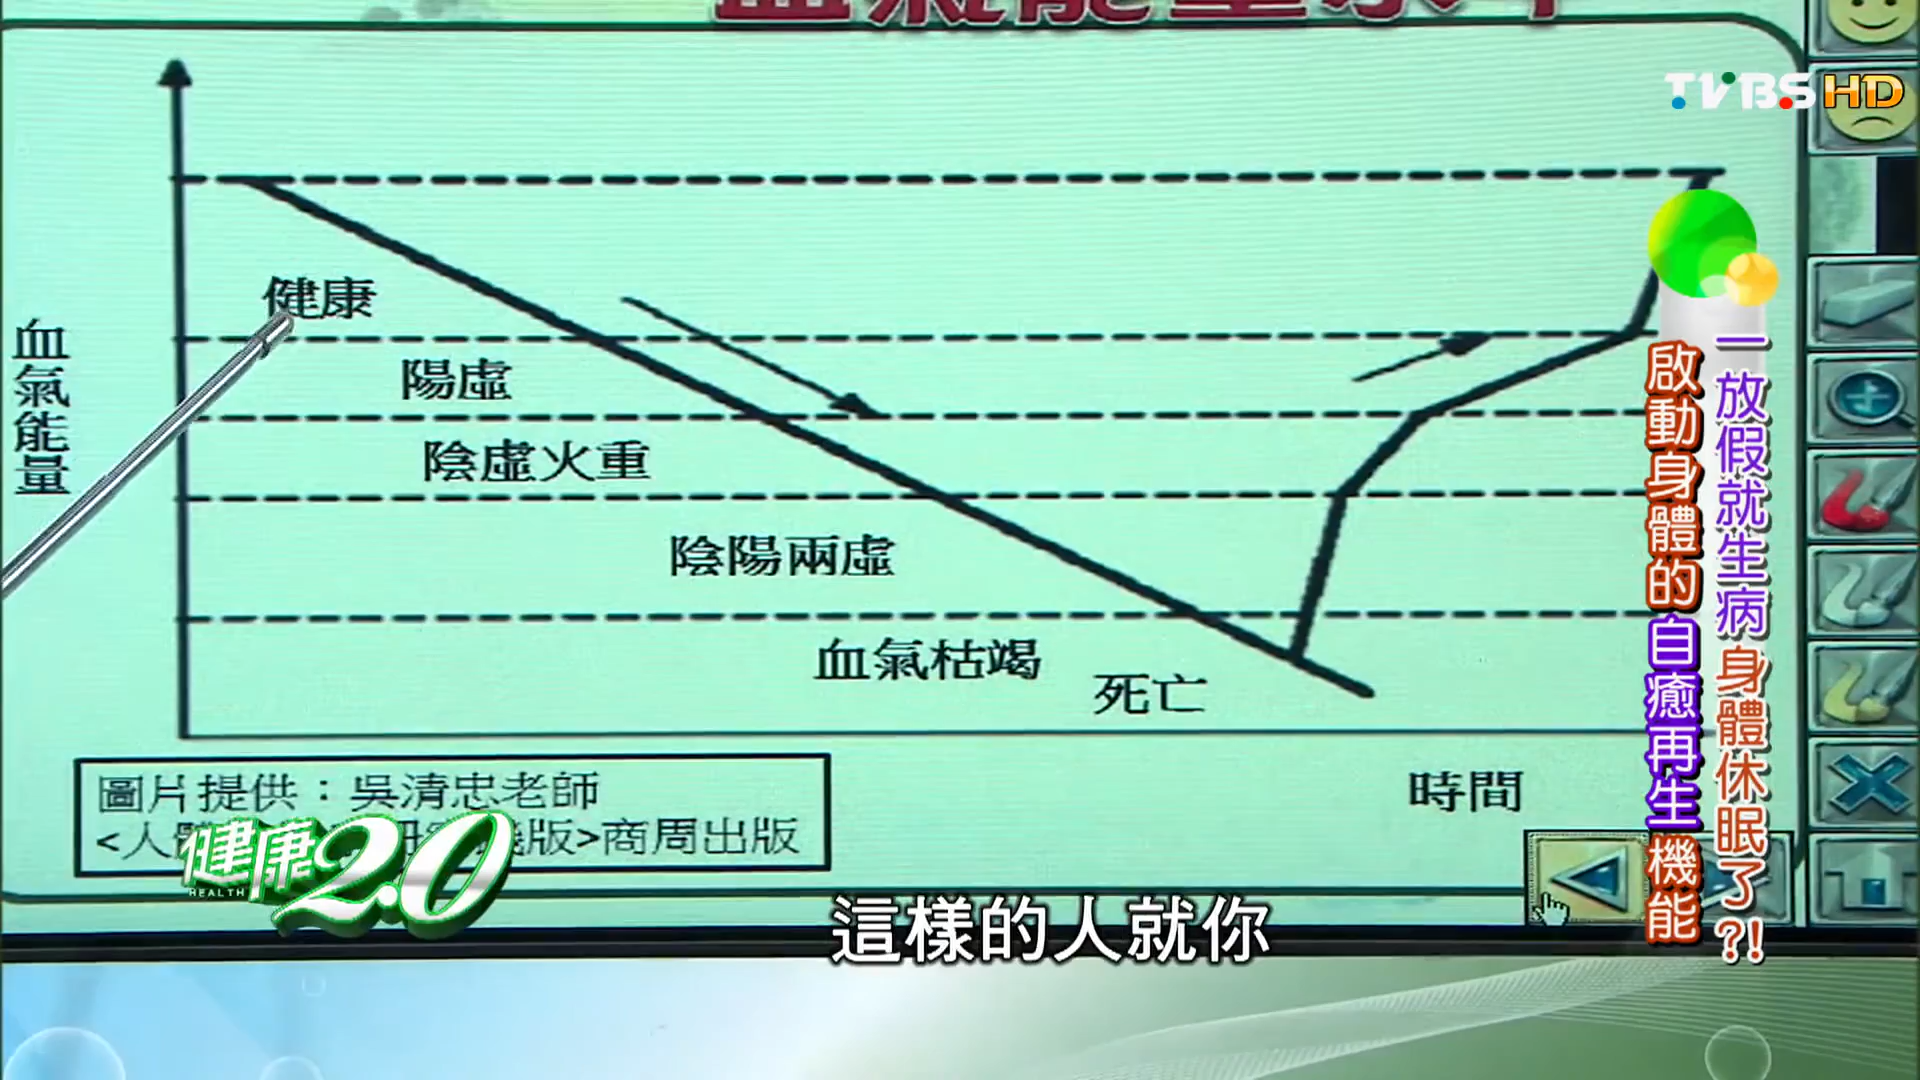 TVBS HD
健康
陽虛
陰虛火重
陰陽兩虛
血氣枯竭
死亡
血氣能量
時間
圖片提供：吳清忠老師
版>商周出版
健康2.0
HEALTH
一放假就生病 身體休眠了?!
啟動身體的自癒再生機能
這樣的人就你